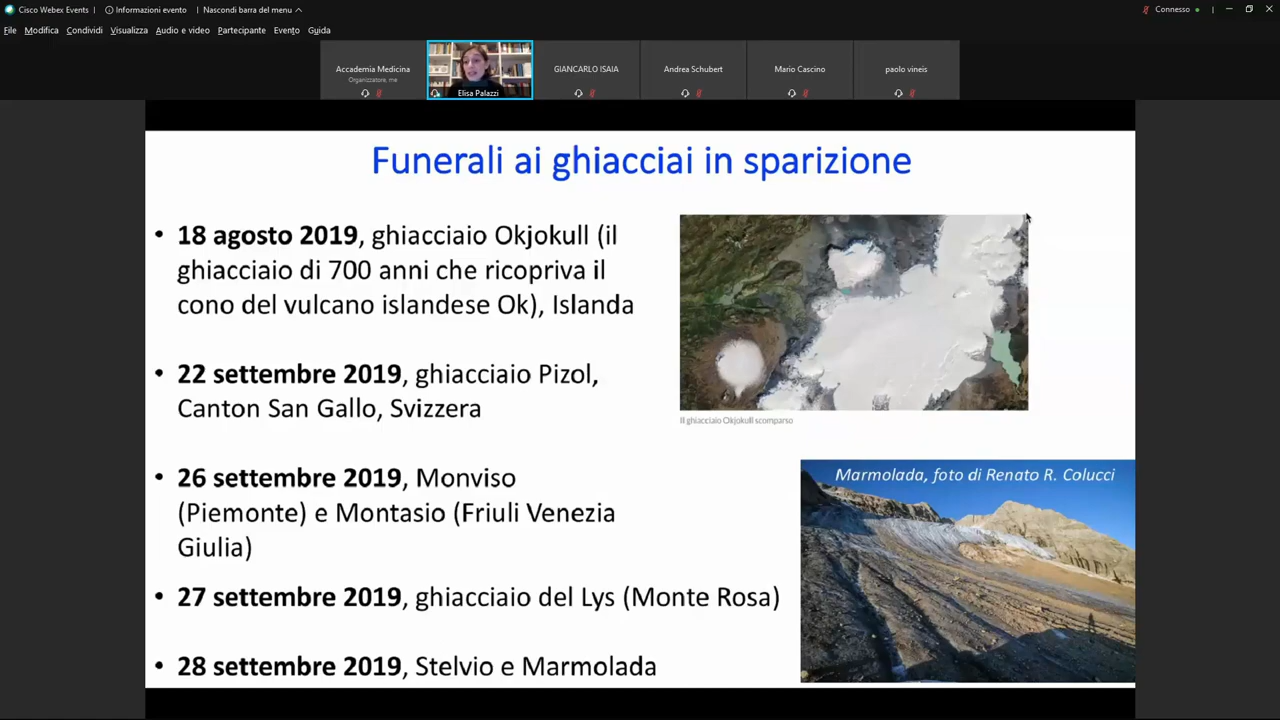 Cisco Webex Events
Informazioni evento
Nascondi barra del menu
Connesso
File Modifica Condividi Visualizza Audio e video Partecipante Evento Guida
Accademia Medicina
Organizzatore, me
Elisa Palazzi
GIANCARLO ISAIA
Andrea Schubert
Mario Cascino
paolo vineis
Funerali ai ghiacciai in sparizione
• 18 agosto 2019, ghiacciaio Okjokull (il
ghiacciaio di 700 anni che ricopriva il
cono del vulcano islandese Ok), Islanda
• 22 settembre 2019, ghiacciaio Pizol,
Canton San Gallo, Svizzera
• 26 settembre 2019, Monviso
(Piemonte) e Montasio (Friuli Venezia
Giulia)
• 27 settembre 2019, ghiacciaio del Lys (Monte Rosa)
• 28 settembre 2019, Stelvio e Marmolada
Il ghiacciaio Okjokull scomparso
Marmolada, foto di Renato R. Colucci